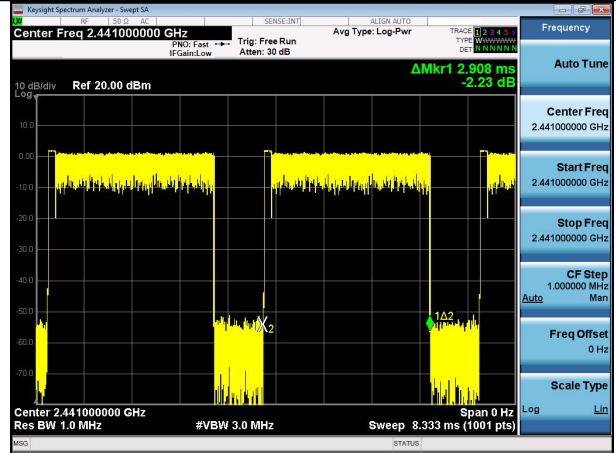 Keysight Spectrum Analyzer - Swept SA
RF 50 Ω AC SENSE:INT ALIGN AUTO
Center Freq 2.441000000 GHz
PNO: Fast
IFGain:Low
Trig: Free Run
Atten: 30 dB
Avg Type: Log-Pwr
TRACE 1 2 3 4 5 6
TYPE W
DET N N N N N N
ΔMkr1 2.908 ms
-2.23 dB
10 dB/div Ref 20.00 dBm
Log
10.0
0.00
-10.0
-20.0
-30.0
-40.0
-50.0
-60.0
-70.0
X2
1Δ2
Center 2.441000000 GHz Span 0 Hz
Res BW 1.0 MHz #VBW 3.0 MHz Sweep 8.333 ms (1001 pts)
MSG STATUS
Frequency
Auto Tune
Center Freq
2.441000000 GHz
Start Freq
2.441000000 GHz
Stop Freq
2.441000000 GHz
CF Step
1.000000 MHz
Auto Man
Freq Offset
0 Hz
Scale Type
Log Lin